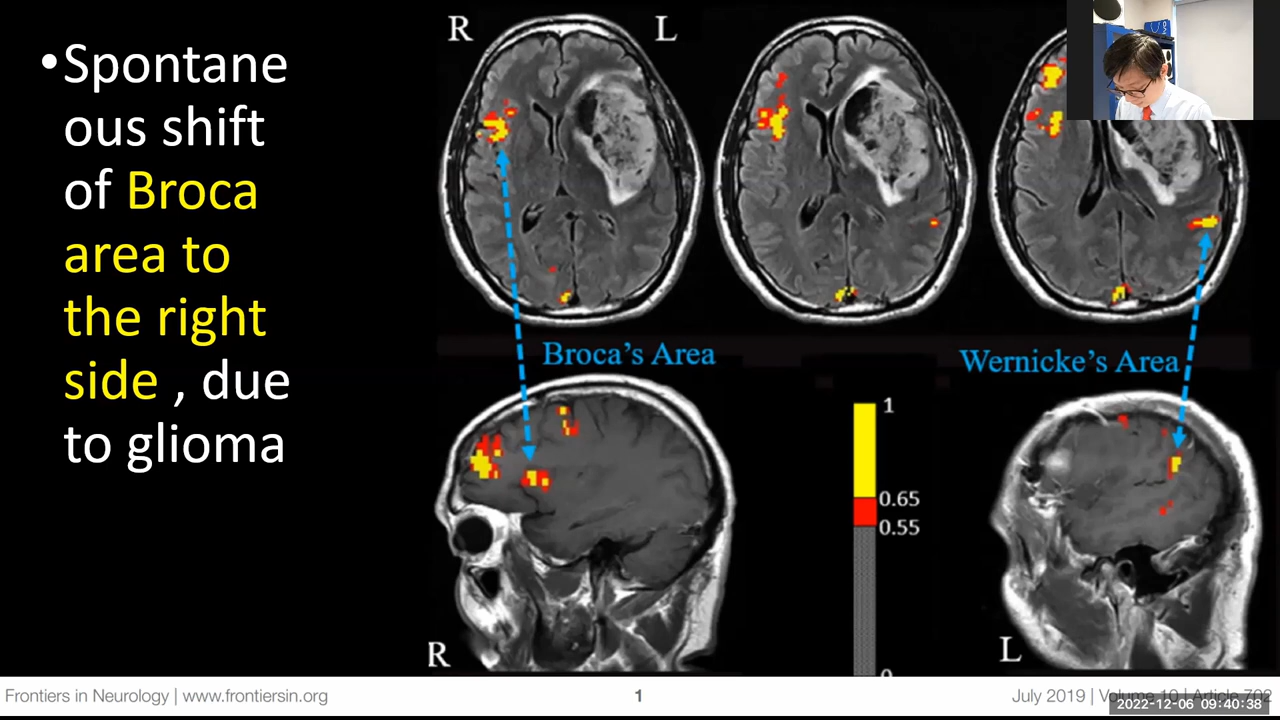 •Spontane
ous shift
of Broca
area to
the right
side , due
to glioma
R L
Broca's Area
Wernicke's Area
1
0.65
0.55
0
R
L
Frontiers in Neurology | www.frontiersin.org
1
July 2019 | Volume 10 | Article 702
2022-12-06 09:40:38